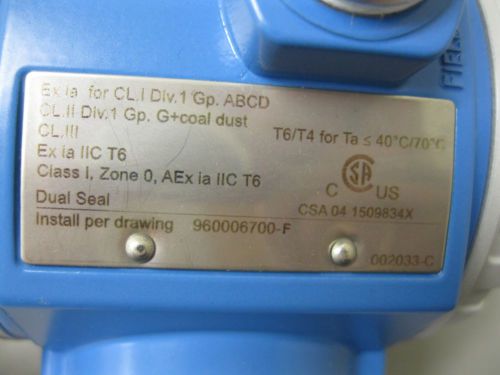 Ex ia for CL.I Div.1 Gp. ABCD
CL.II Div.1 Gp. G+coal dust
CL.III
T6/T4 for Ta ≤ 40°C/70°C
Ex ia IIC T6
Class I, Zone 0, AEx ia IIC T6
SA
C US
Dual Seal
CSA 04 1509834X
Install per drawing 960006700-F
002033-C